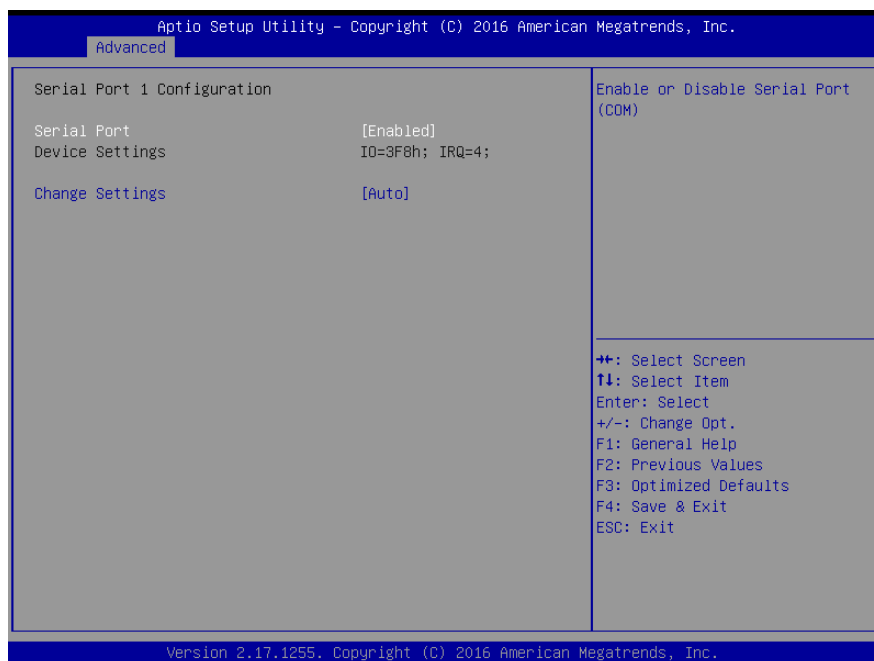 Aptio Setup Utility – Copyright (C) 2016 American Megatrends, Inc.
Advanced
Serial Port 1 Configuration
Serial Port [Enabled]
Device Settings IO=3F8h; IRQ=4;
Change Settings [Auto]
Enable or Disable Serial Port
(COM)
→←: Select Screen
↑↓: Select Item
Enter: Select
+/-: Change Opt.
F1: General Help
F2: Previous Values
F3: Optimized Defaults
F4: Save & Exit
ESC: Exit
Version 2.17.1255. Copyright (C) 2016 American Megatrends, Inc.